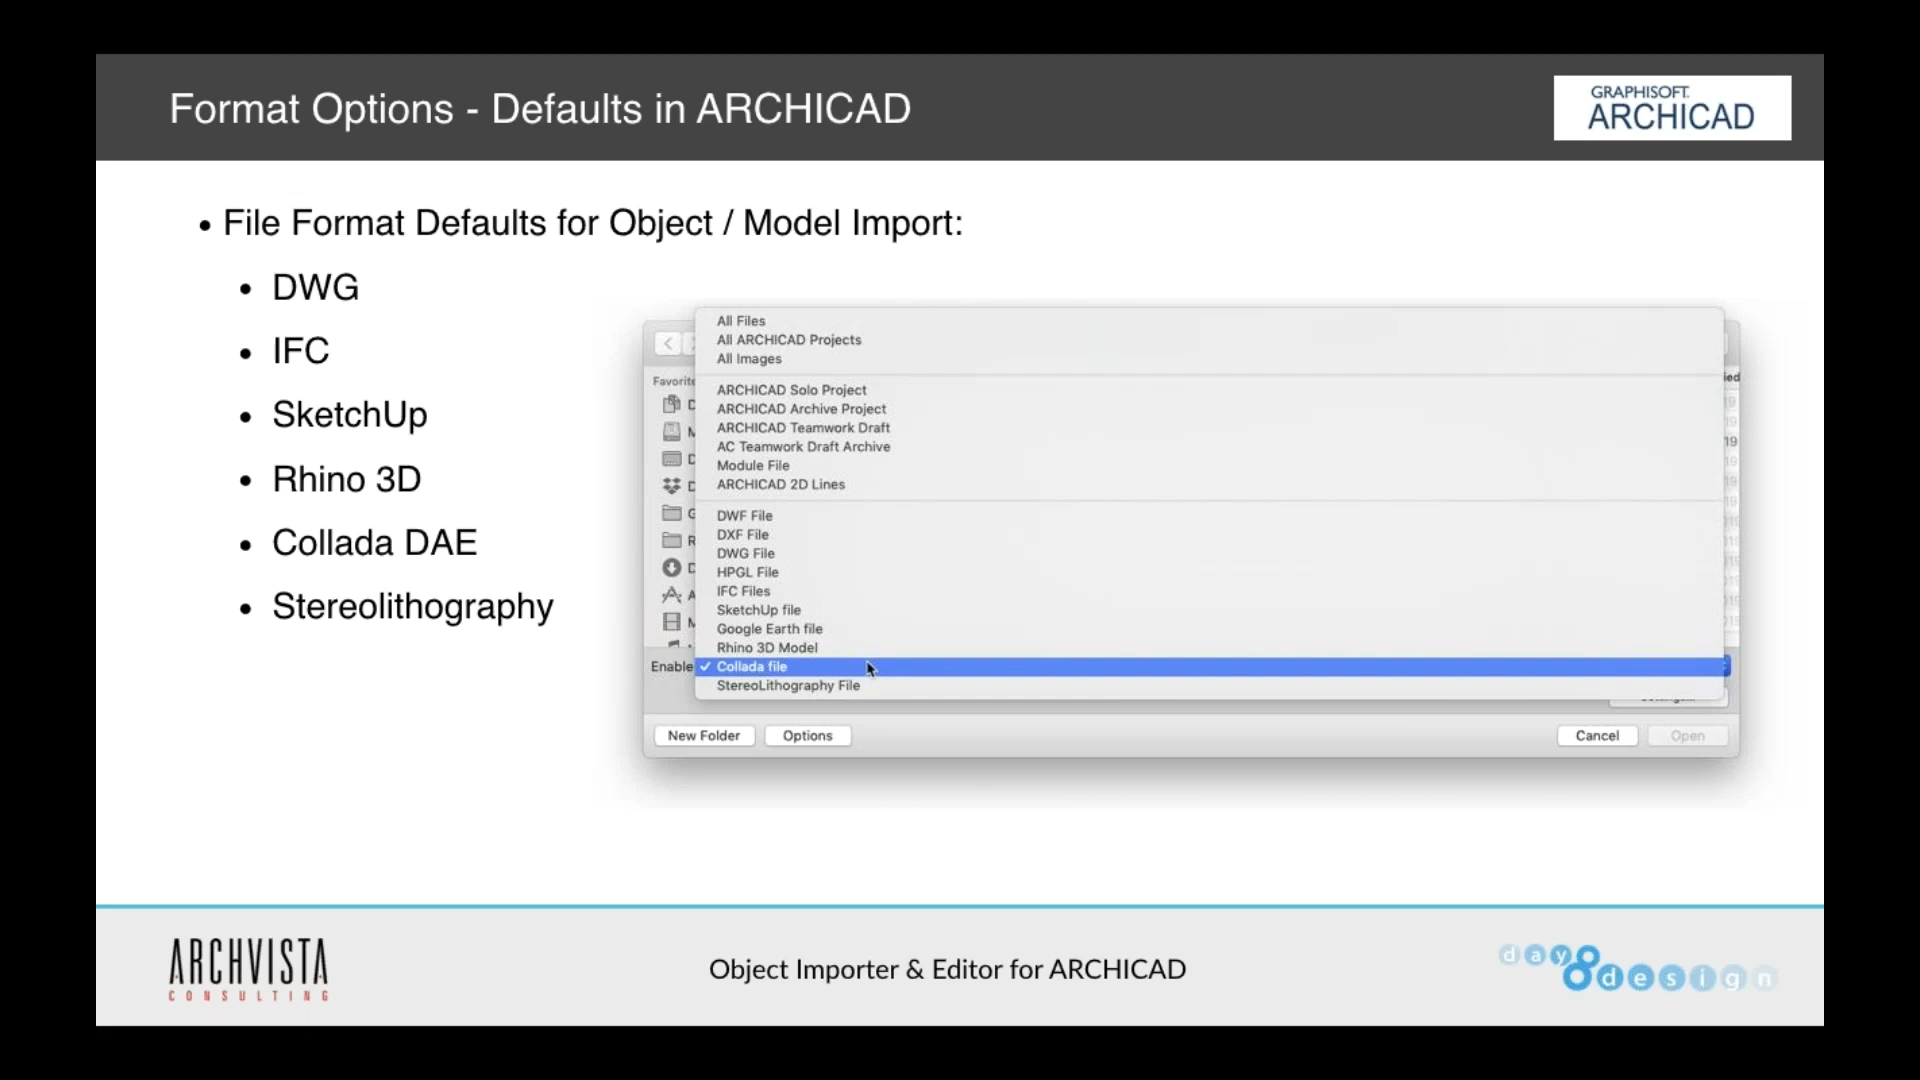 Format Options - Defaults in ARCHICAD
GRAPHISOFT.
ARCHICAD
• File Format Defaults for Object / Model Import:
• DWG
• IFC
• SketchUp
• Rhino 3D
• Collada DAE
• Stereolithography
All Files
All ARCHICAD Projects
All Images
Favorite
ARCHICAD Solo Project
ARCHICAD Archive Project
ARCHICAD Teamwork Draft
AC Teamwork Draft Archive
Module File
ARCHICAD 2D Lines
DWF File
DXF File
DWG File
HPGL File
IFC Files
SketchUp file
Google Earth file
Rhino 3D Model
Enable ✓ Collada file
StereoLithography File
New Folder
Options
Cancel
Open
ARCHVISTA
CONSULTING
Object Importer & Editor for ARCHICAD
day8design